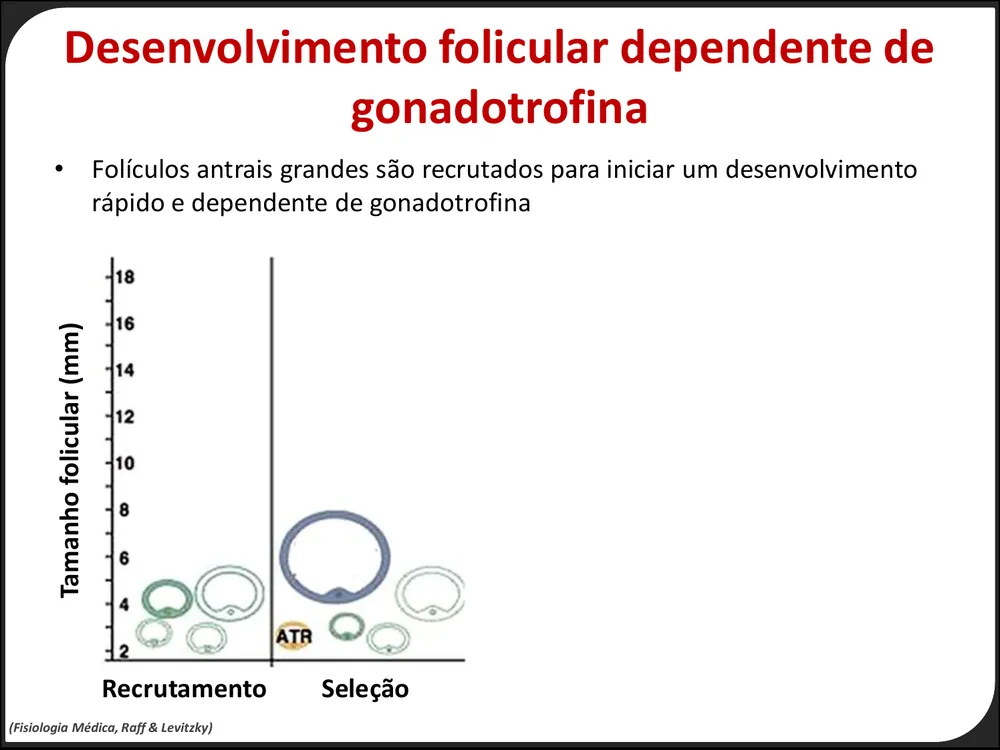 Desenvolvimento folicular dependente de
gonadotrofina
• Folículos antrais grandes são recrutados para iniciar um desenvolvimento
rápido e dependente de gonadotrofina
Tamanho folicular (mm)
18
16
14
12
10
8
6
4
2
ATR
Recrutamento
Seleção
(Fisiologia Médica, Raff & Levitzky)